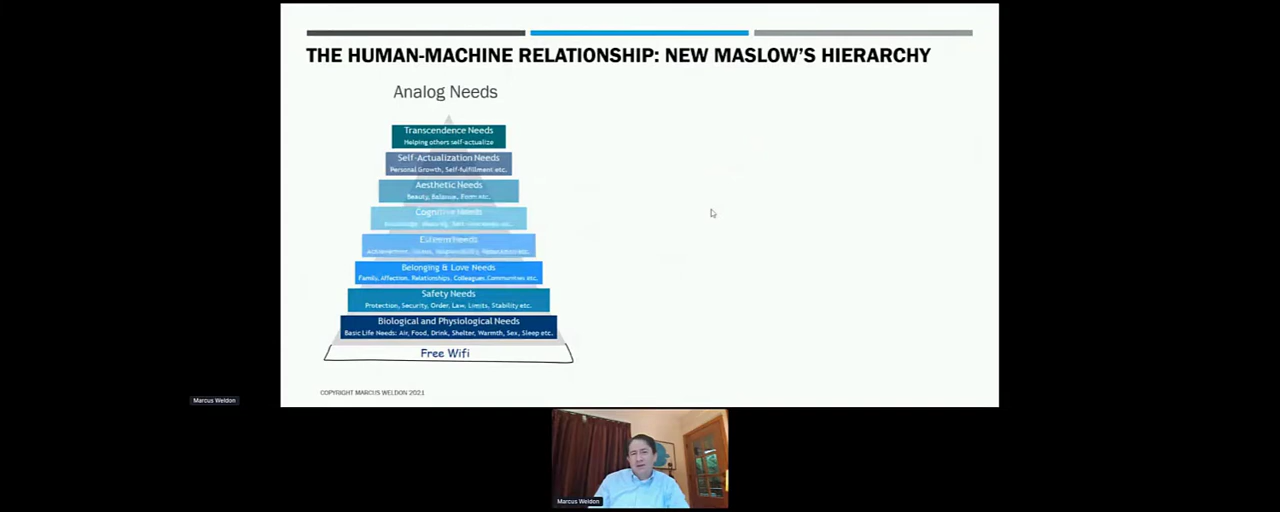 THE HUMAN-MACHINE RELATIONSHIP: NEW MASLOW'S HIERARCHY
Analog Needs
Transcendence Needs
Helping others self-actualize
Self-Actualization Needs
Personal Growth, Self-fulfillment etc.
Aesthetic Needs
Beauty, Balance, Form etc.
Cognitive Needs
Esteem Needs
Belonging & Love Needs
Family, Affection, Relationships, Colleagues Communities etc.
Safety Needs
Protection, Security, Order, Law, Limits, Stability etc.
Biological and Physiological Needs
Basic Life Needs: Air, Food, Drink, Shelter, Warmth, Sex, Sleep etc.
Free Wifi
COPYRIGHT MARCUS WELDON 2021
Marcus Weldon
Marcus Weldon